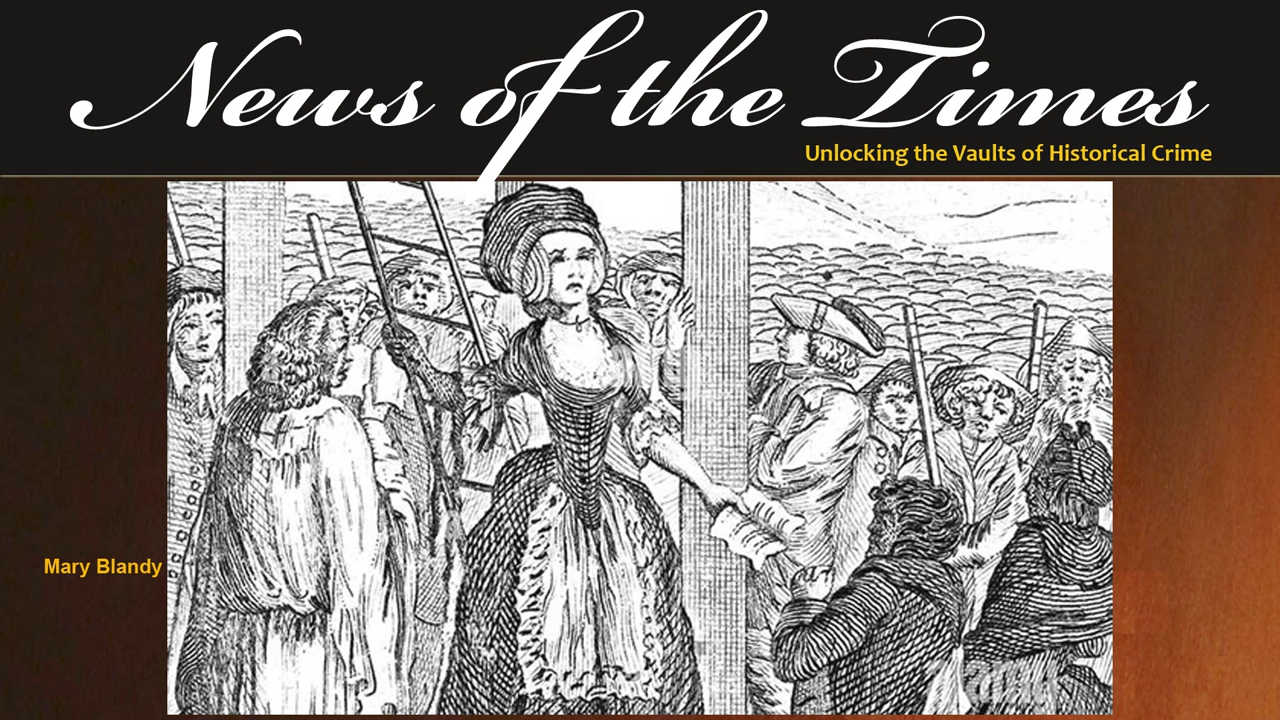 News of the Times
Unlocking the Vaults of Historical Crime
Mary Blandy